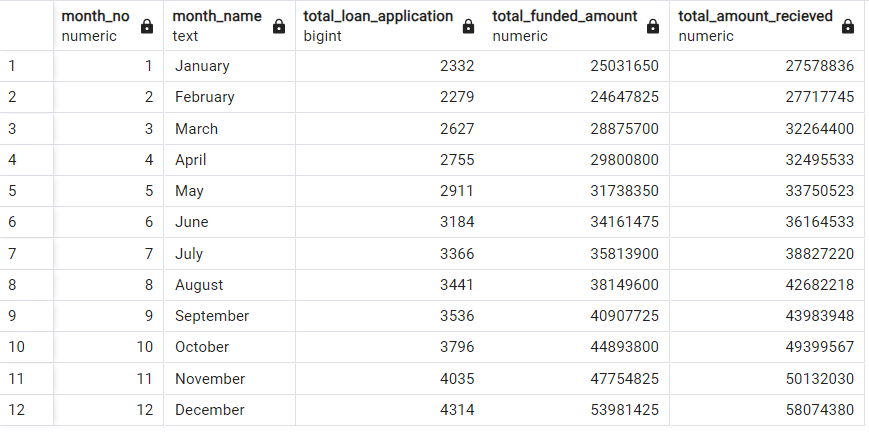 month_no month_name total_loan_application total_funded_amount total_amount_recieved
numeric text bigint numeric numeric
1 1 January 2332 25031650 27578836
2 2 February 2279 24647825 27717745
3 3 March 2627 28875700 32264400
4 4 April 2755 29800800 32495533
5 5 May 2911 31738350 33750523
6 6 June 3184 34161475 36164533
7 7 July 3366 35813900 38827220
8 8 August 3441 38149600 42682218
9 9 September 3536 40907725 43983948
10 10 October 3796 44893800 49399567
11 11 November 4035 47754825 50132030
12 12 December 4314 53981425 58074380